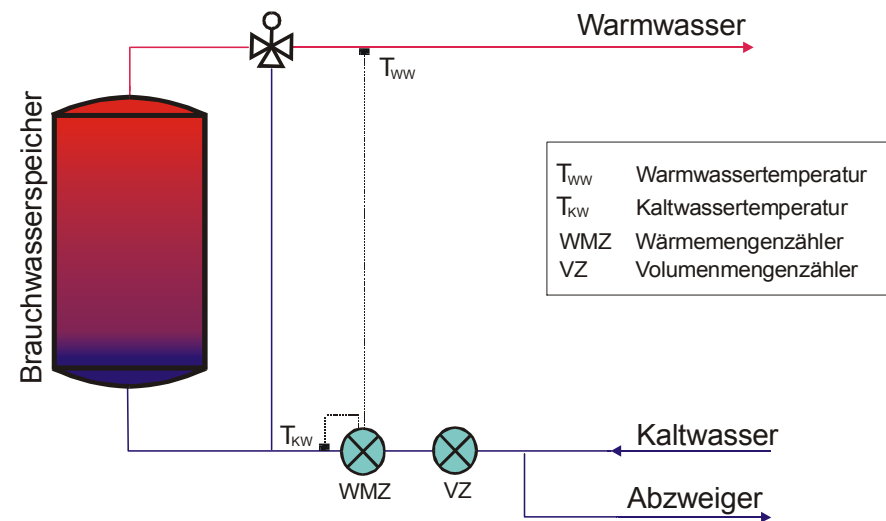 Warmwasser
TWW
Brauchwasserspeicher
TWW Warmwassertemperatur
TKW Kaltwassertemperatur
WMZ Wärmemengenzähler
VZ Volumenmengenzähler
TKW
Kaltwasser
WMZ
VZ
Abzweiger